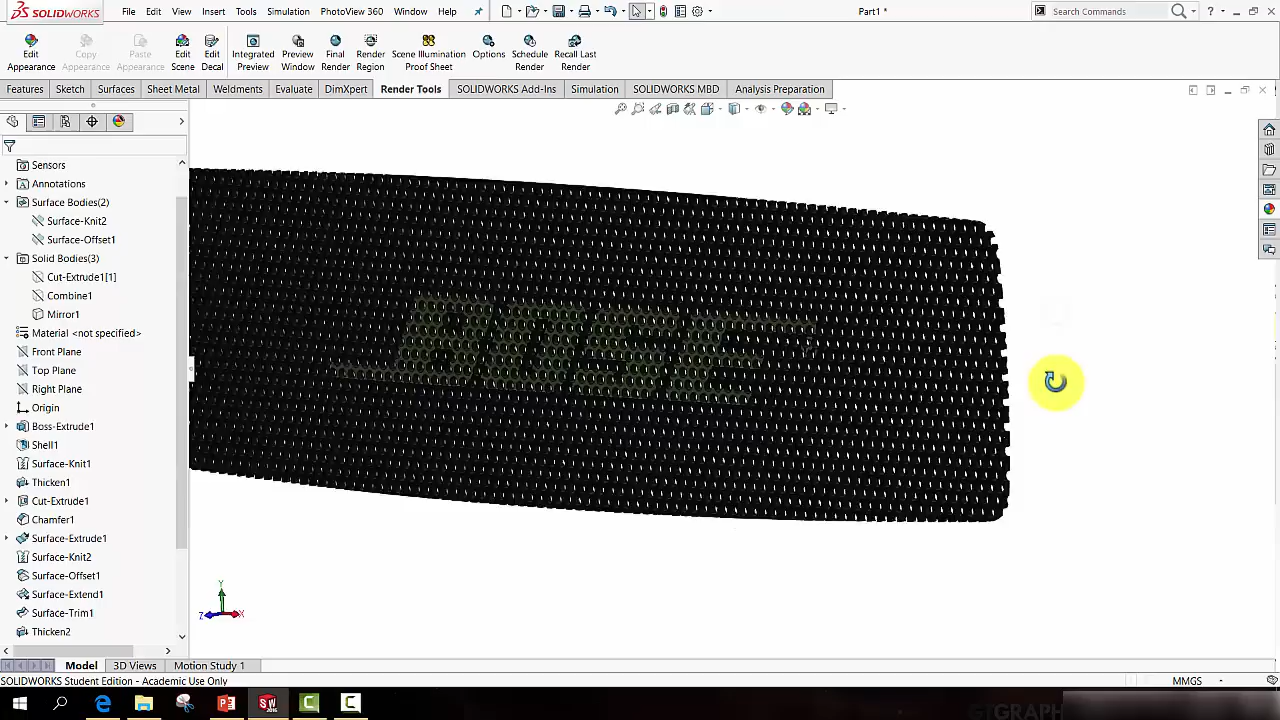 SOLIDWORKS File Edit View Insert Tools Simulation PhotoView 360 Window Help Part1 * Search Commands ?
Edit Appearance Copy Appearance Paste Appearance Edit Scene Edit Decal Integrated Preview Preview Window Final Render Render Region Scene Illumination Proof Sheet Options Schedule Render Recall Last Render
Features Sketch Surfaces Sheet Metal Weldments Evaluate DimXpert Render Tools SOLIDWORKS Add-Ins Simulation SOLIDWORKS MBD Analysis Preparation
Sensors
Annotations
Surface Bodies(2)
Surface-Knit2
Surface-Offset1
Solid Bodies(3)
Cut-Extrude1[1]
Combine1
Mirror1
Material <not specified>
Front Plane
Top Plane
Right Plane
Origin
Boss-Extrude1
Shell1
Surface-Knit1
Thicken1
Cut-Extrude1
Chamfer1
Surface-Extrude1
Surface-Knit2
Surface-Offset1
Surface-Extend1
Surface-Trim1
Thicken2
BOSE
Y
Z X
Model 3D Views Motion Study 1
SOLIDWORKS Student Edition - Academic Use Only MMGS